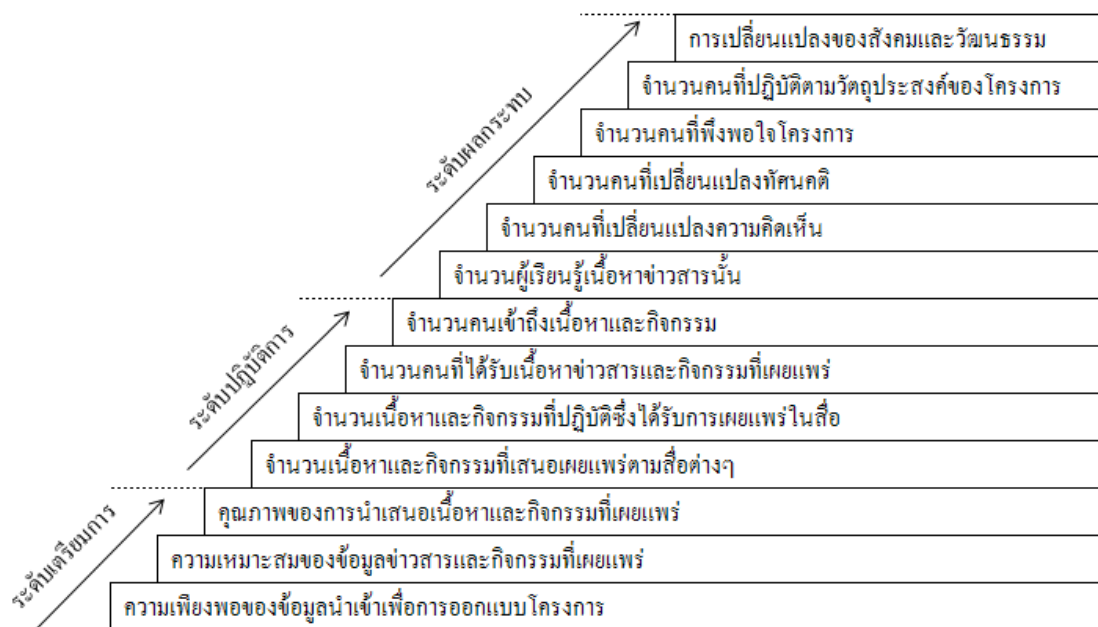 การเปลี่ยนแปลงของสังคมและวัฒนธรรม
จำนวนคนที่ปฏิบัติตามวัตถุประสงค์ของโครงการ
จำนวนคนที่พึงพอใจโครงการ
จำนวนคนที่เปลี่ยนแปลงทัศนคติ
จำนวนคนที่เปลี่ยนแปลงความคิดเห็น
จำนวนผู้เรียนรู้เนื้อหาข่าวสารนั้น
ระดับผลกระทบ
จำนวนคนเข้าถึงเนื้อหาและกิจกรรม
จำนวนคนที่ได้รับเนื้อหาข่าวสารและกิจกรรมที่เผยแพร่
จำนวนเนื้อหาและกิจกรรมที่ปฏิบัติซึ่งได้รับการเผยแพร่ในสื่อ
จำนวนเนื้อหาและกิจกรรมที่เสนอเผยแพร่ตามสื่อต่างๆ
ระดับปฏิบัติการ
คุณภาพของการนำเสนอเนื้อหาและกิจกรรมที่เผยแพร่
ความเหมาะสมของข้อมูลข่าวสารและกิจกรรมที่เผยแพร่
ความเพียงพอของข้อมูลนำเข้าเพื่อการออกแบบโครงการ
ระดับเตรียมการ